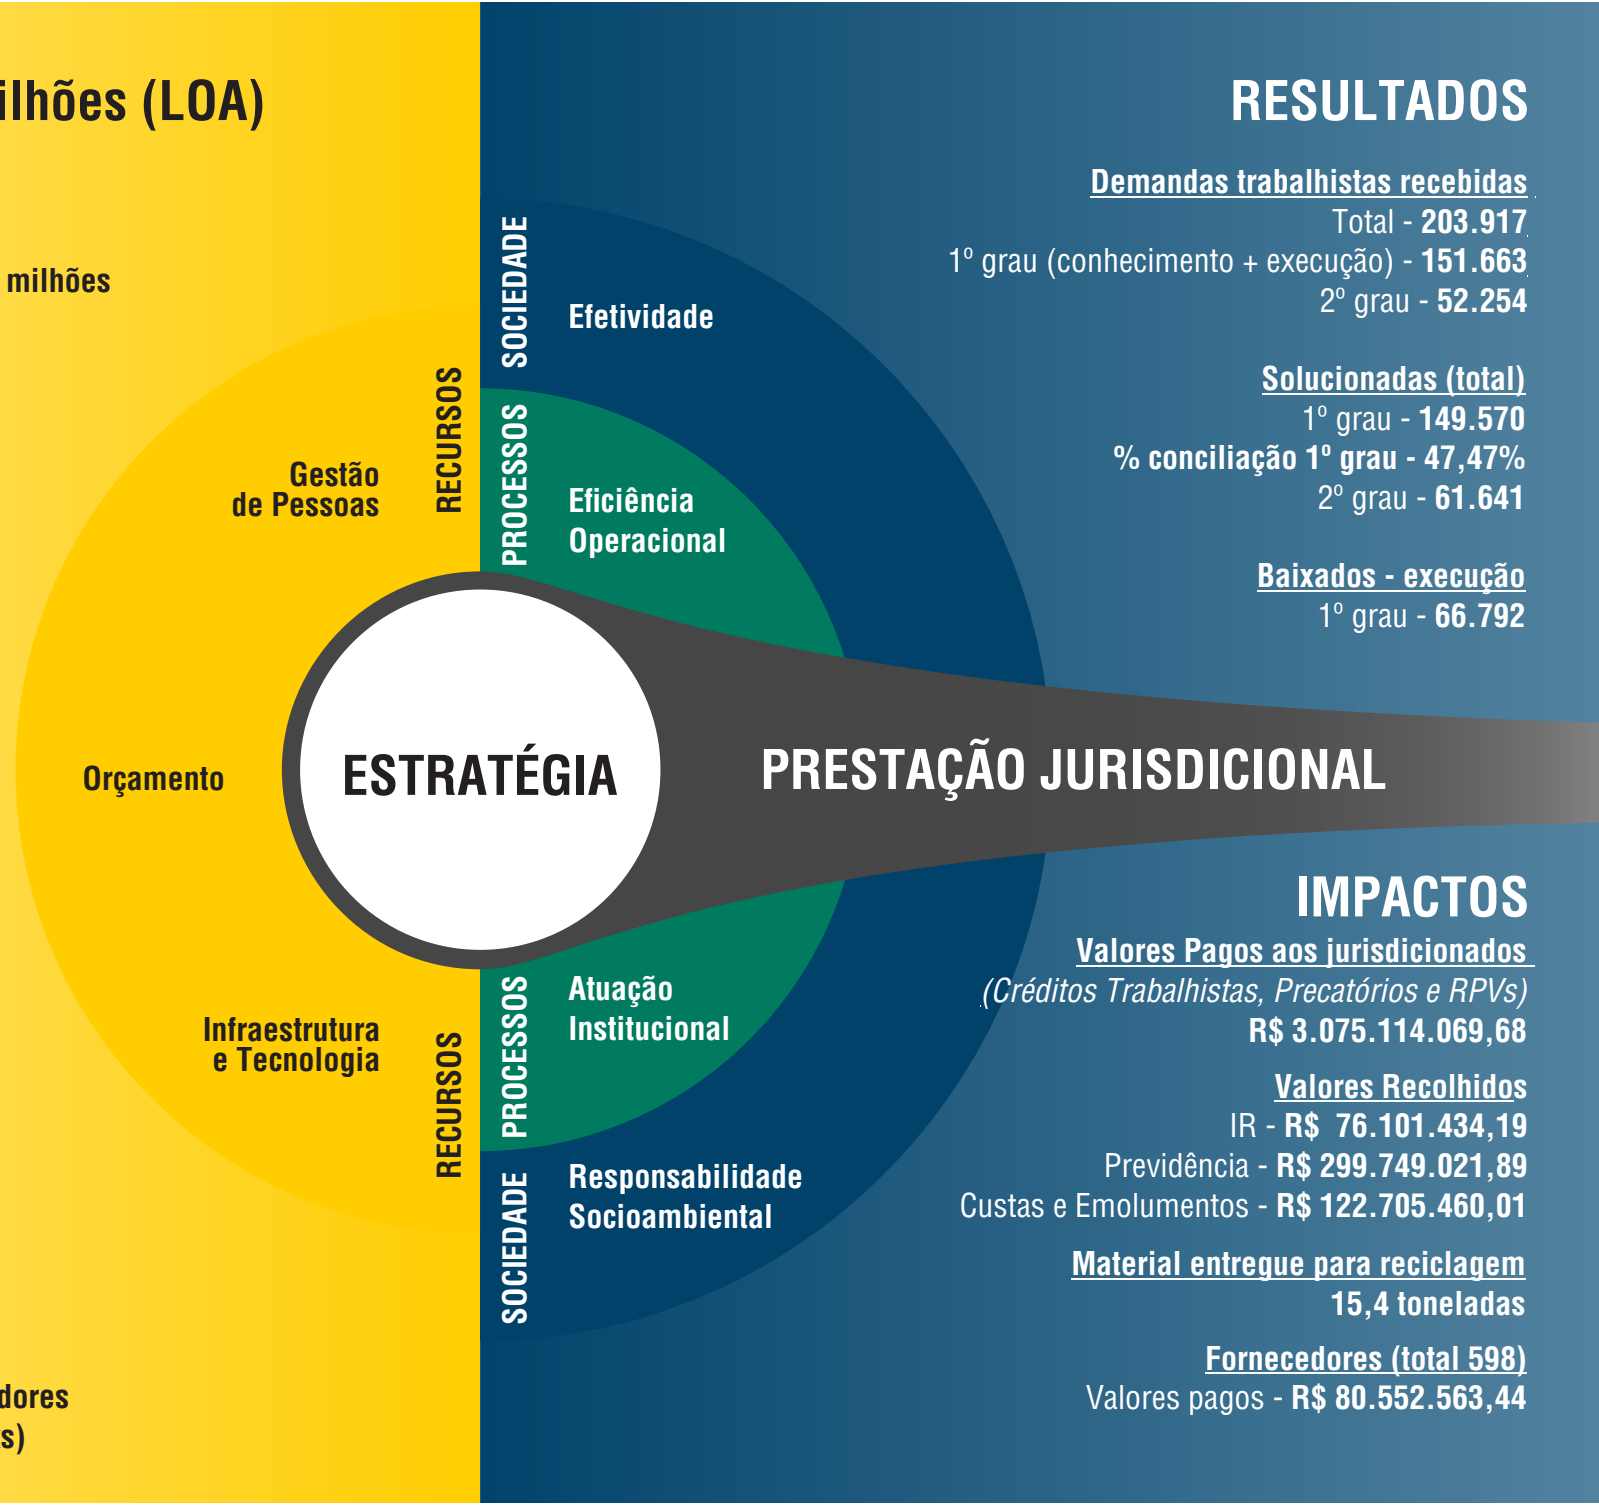 ilhões (LOA)
milhões
RECURSOS
Gestão
de Pessoas
Orçamento
Infraestrutura
e Tecnologia
RECURSOS
dores
s)
SOCIEDADE
Efetividade
PROCESSOS
Eficiência
Operacional
ESTRATÉGIA
PRESTAÇÃO JURISDICIONAL
PROCESSOS
Atuação
Institucional
SOCIEDADE
Responsabilidade
Socioambiental
RESULTADOS
Demandas trabalhistas recebidas
Total - 203.917
1º grau (conhecimento + execução) - 151.663
2º grau - 52.254
Solucionadas (total)
1º grau - 149.570
% conciliação 1º grau - 47,47%
2º grau - 61.641
Baixados - execução
1º grau - 66.792
IMPACTOS
Valores Pagos aos jurisdicionados
(Créditos Trabalhistas, Precatórios e RPVs)
R$ 3.075.114.069,68
Valores Recolhidos
IR - R$ 76.101.434,19
Previdência - R$ 299.749.021,89
Custas e Emolumentos - R$ 122.705.460,01
Material entregue para reciclagem
15,4 toneladas
Fornecedores (total 598)
Valores pagos - R$ 80.552.563,44